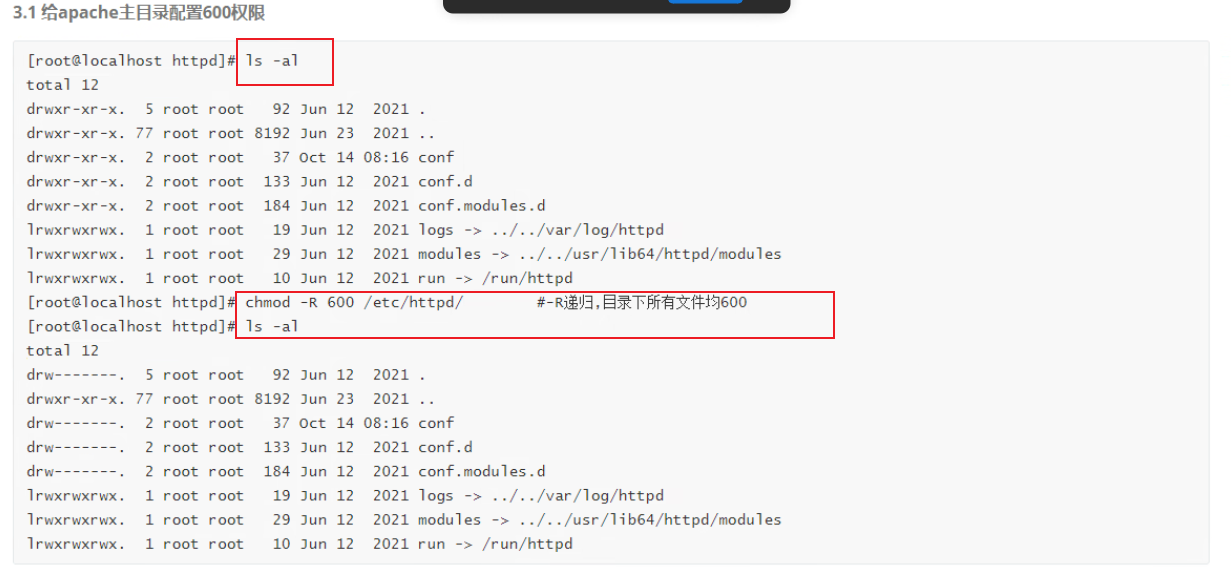 3.1 给apache主目录配置600权限
[root@localhost httpd]# ls -al
total 12
drwxr-xr-x.  5 root root   92 Jun 12  2021 .
drwxr-xr-x. 77 root root 8192 Jun 23  2021 ..
drwxr-xr-x.  2 root root   37 Oct 14 08:16 conf
drwxr-xr-x.  2 root root  133 Jun 12  2021 conf.d
drwxr-xr-x.  2 root root  184 Jun 12  2021 conf.modules.d
lrwxrwxrwx.  1 root root   19 Jun 12  2021 logs -> ../../var/log/httpd
lrwxrwxrwx.  1 root root   29 Jun 12  2021 modules -> ../../usr/lib64/httpd/modules
lrwxrwxrwx.  1 root root   10 Jun 12  2021 run -> /run/httpd
[root@localhost httpd]# chmod -R 600 /etc/httpd/        #-R递归,目录下所有文件均600
[root@localhost httpd]# ls -al
total 12
drw-------.  5 root root   92 Jun 12  2021 .
drwxr-xr-x. 77 root root 8192 Jun 23  2021 ..
drw-------.  2 root root   37 Oct 14 08:16 conf
drw-------.  2 root root  133 Jun 12  2021 conf.d
drw-------.  2 root root  184 Jun 12  2021 conf.modules.d
lrwxrwxrwx.  1 root root   19 Jun 12  2021 logs -> ../../var/log/httpd
lrwxrwxrwx.  1 root root   29 Jun 12  2021 modules -> ../../usr/lib64/httpd/modules
lrwxrwxrwx.  1 root root   10 Jun 12  2021 run -> /run/httpd